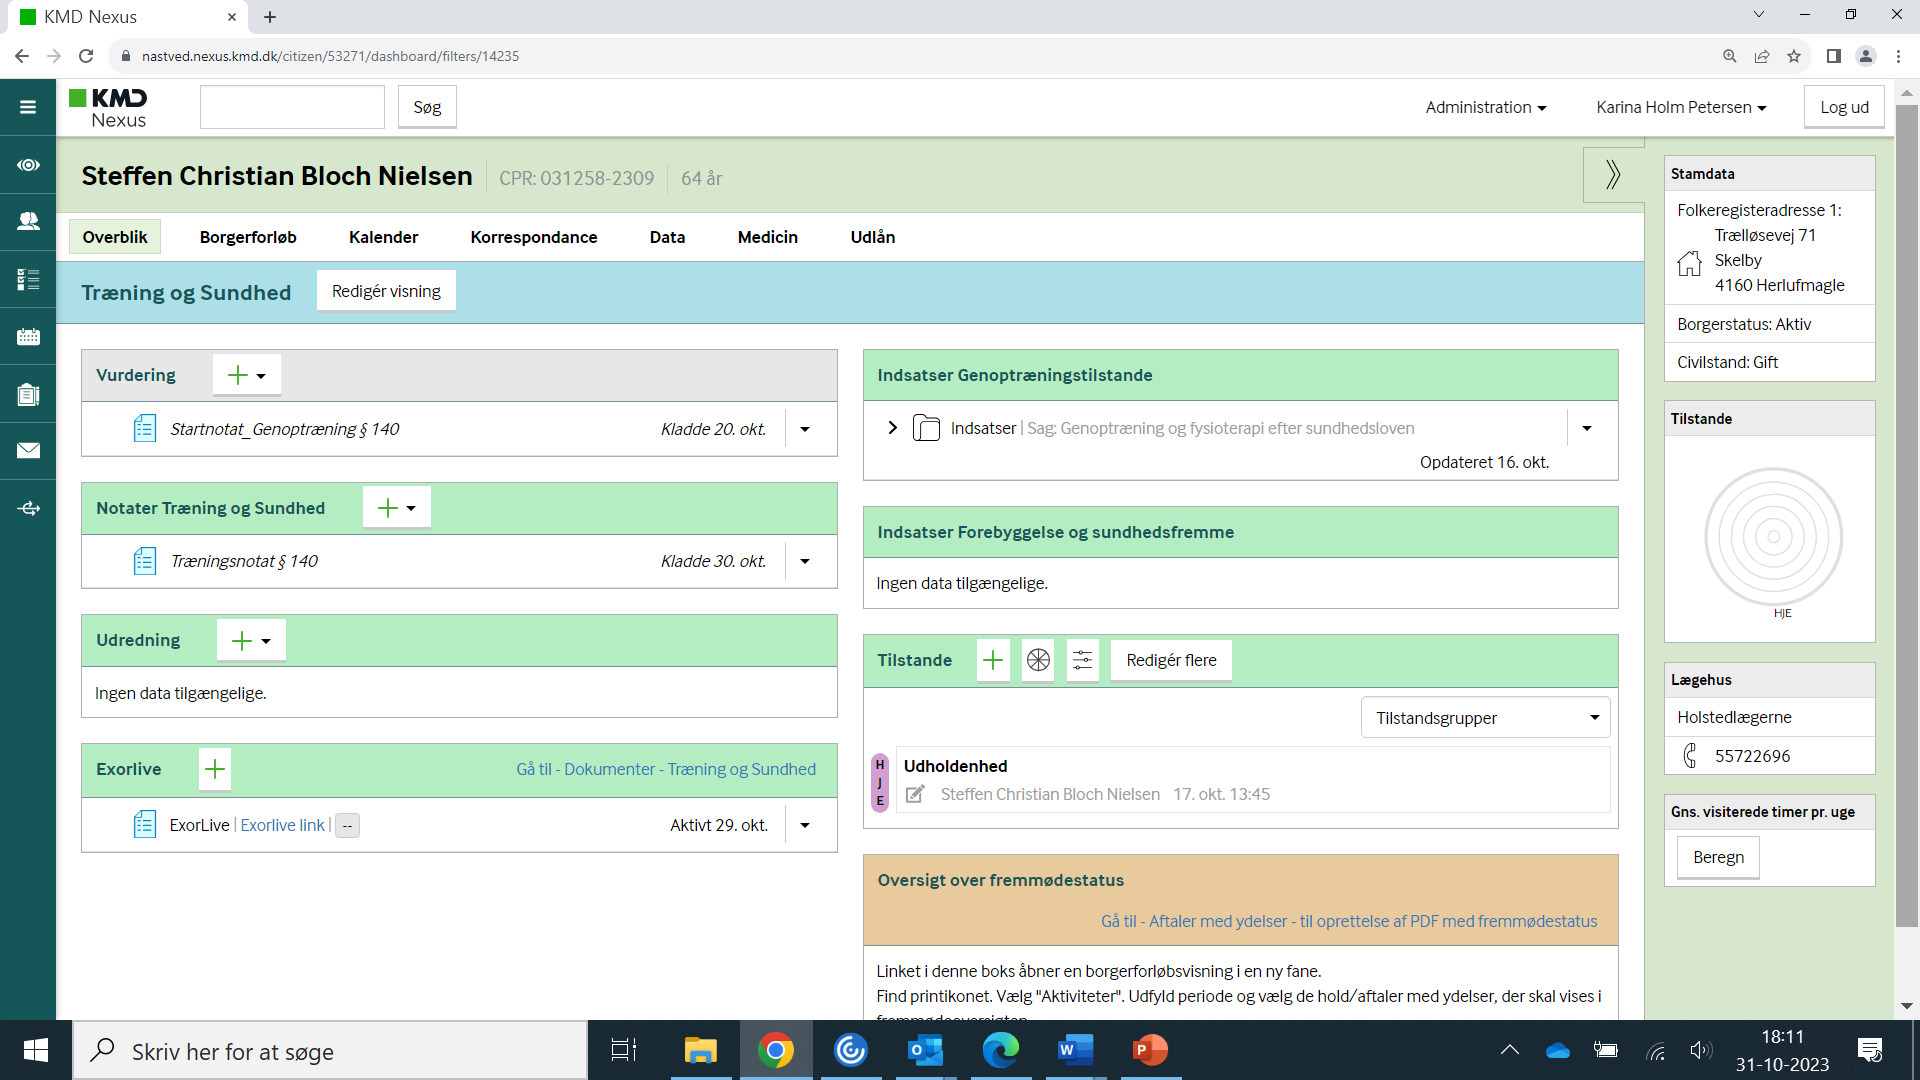 KMD Nexus
nastved.nexus.kmd.dk/citizen/53271/dashboard/filters/14235
KMD
Nexus
Søg
Administration
Karina Holm Petersen
Log ud
Steffen Christian Bloch Nielsen
CPR: 031258-2309
64 år
Overblik
Borgerforløb
Kalender
Korrespondance
Data
Medicin
Udlån
Træning og Sundhed
Redigér visning
Vurdering
Startnotat_Genoptræning § 140
Kladde 20. okt.
Notater Træning og Sundhed
Træningsnotat § 140
Kladde 30. okt.
Udredning
Ingen data tilgængelige.
Exorlive
Gå til - Dokumenter - Træning og Sundhed
ExorLive | Exorlive link | --
Aktivt 29. okt.
Indsatser Genoptræningstilstande
Indsatser | Sag: Genoptræning og fysioterapi efter sundhedsloven
Opdateret 16. okt.
Indsatser Forebyggelse og sundhedsfremme
Ingen data tilgængelige.
Tilstande
Redigér flere
Tilstandsgrupper
H
J
E
Udholdenhed
Steffen Christian Bloch Nielsen 17. okt. 13:45
Oversigt over fremmødestatus
Gå til - Aftaler med ydelser - til oprettelse af PDF med fremmødestatus
Linket i denne boks åbner en borgerforløbsvisning i en ny fane.
Find printikonet. Vælg "Aktiviteter". Udfyld periode og vælg de hold/aftaler med ydelser, der skal vises i
Stamdata
Folkeregisteradresse 1:
Trælløsevej 71
Skelby
4160 Herlufmagle
Borgerstatus: Aktiv
Civilstand: Gift
Tilstande
HJE
Lægehus
Holstedlægerne
55722696
Gns. visiterede timer pr. uge
Beregn
Skriv her for at søge
18:11
31-10-2023